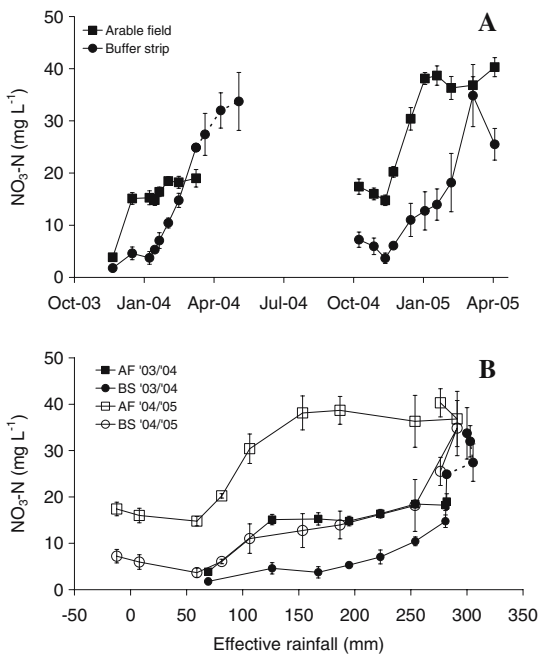 50
40
30
20
10
0
NO₃-N (mg L⁻¹)
Arable field
Buffer strip
A
Oct-03 Jan-04 Apr-04 Jul-04 Oct-04 Jan-05 Apr-05
50
40
30
20
10
0
NO₃-N (mg L⁻¹)
AF '03/'04
BS '03/'04
AF '04/'05
BS '04/'05
B
-50 0 50 100 150 200 250 300 350
Effective rainfall (mm)